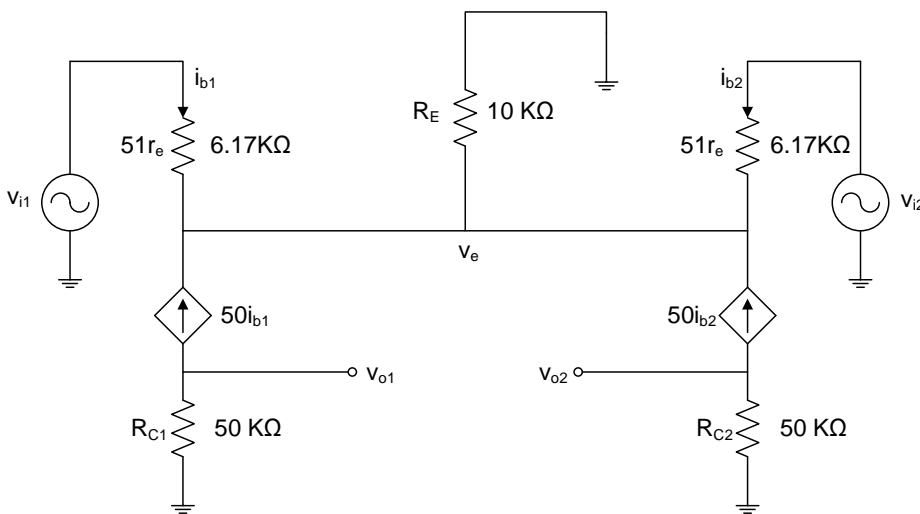 i_b1
i_b2
R_E 10 KΩ
51r_e 6.17KΩ
51r_e 6.17KΩ
v_i1
v_i2
v_e
50i_b1
50i_b2
v_o1
v_o2
R_C1 50 KΩ
R_C2 50 KΩ